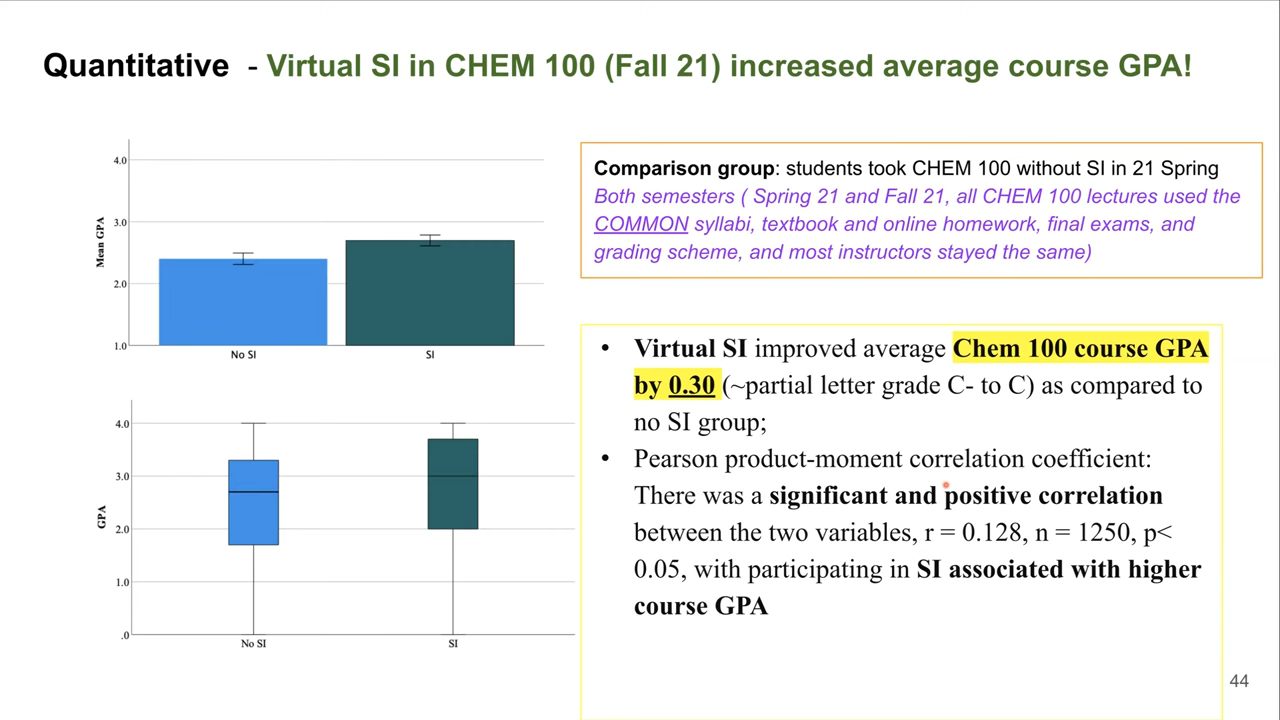 Quantitative - Virtual SI in CHEM 100 (Fall 21) increased average course GPA!
4.0
3.0
2.0
1.0
Mean GPA
No SI
SI
4.0
3.0
2.0
1.0
.0
GPA
No SI
SI
Comparison group: students took CHEM 100 without SI in 21 Spring
Both semesters ( Spring 21 and Fall 21, all CHEM 100 lectures used the
COMMON syllabi, textbook and online homework, final exams, and
grading scheme, and most instructors stayed the same)
• Virtual SI improved average Chem 100 course GPA
by 0.30 (~partial letter grade C- to C) as compared to
no SI group;
• Pearson product-moment correlation coefficient:
There was a significant and positive correlation
between the two variables, r = 0.128, n = 1250, p<
0.05, with participating in SI associated with higher
course GPA
44